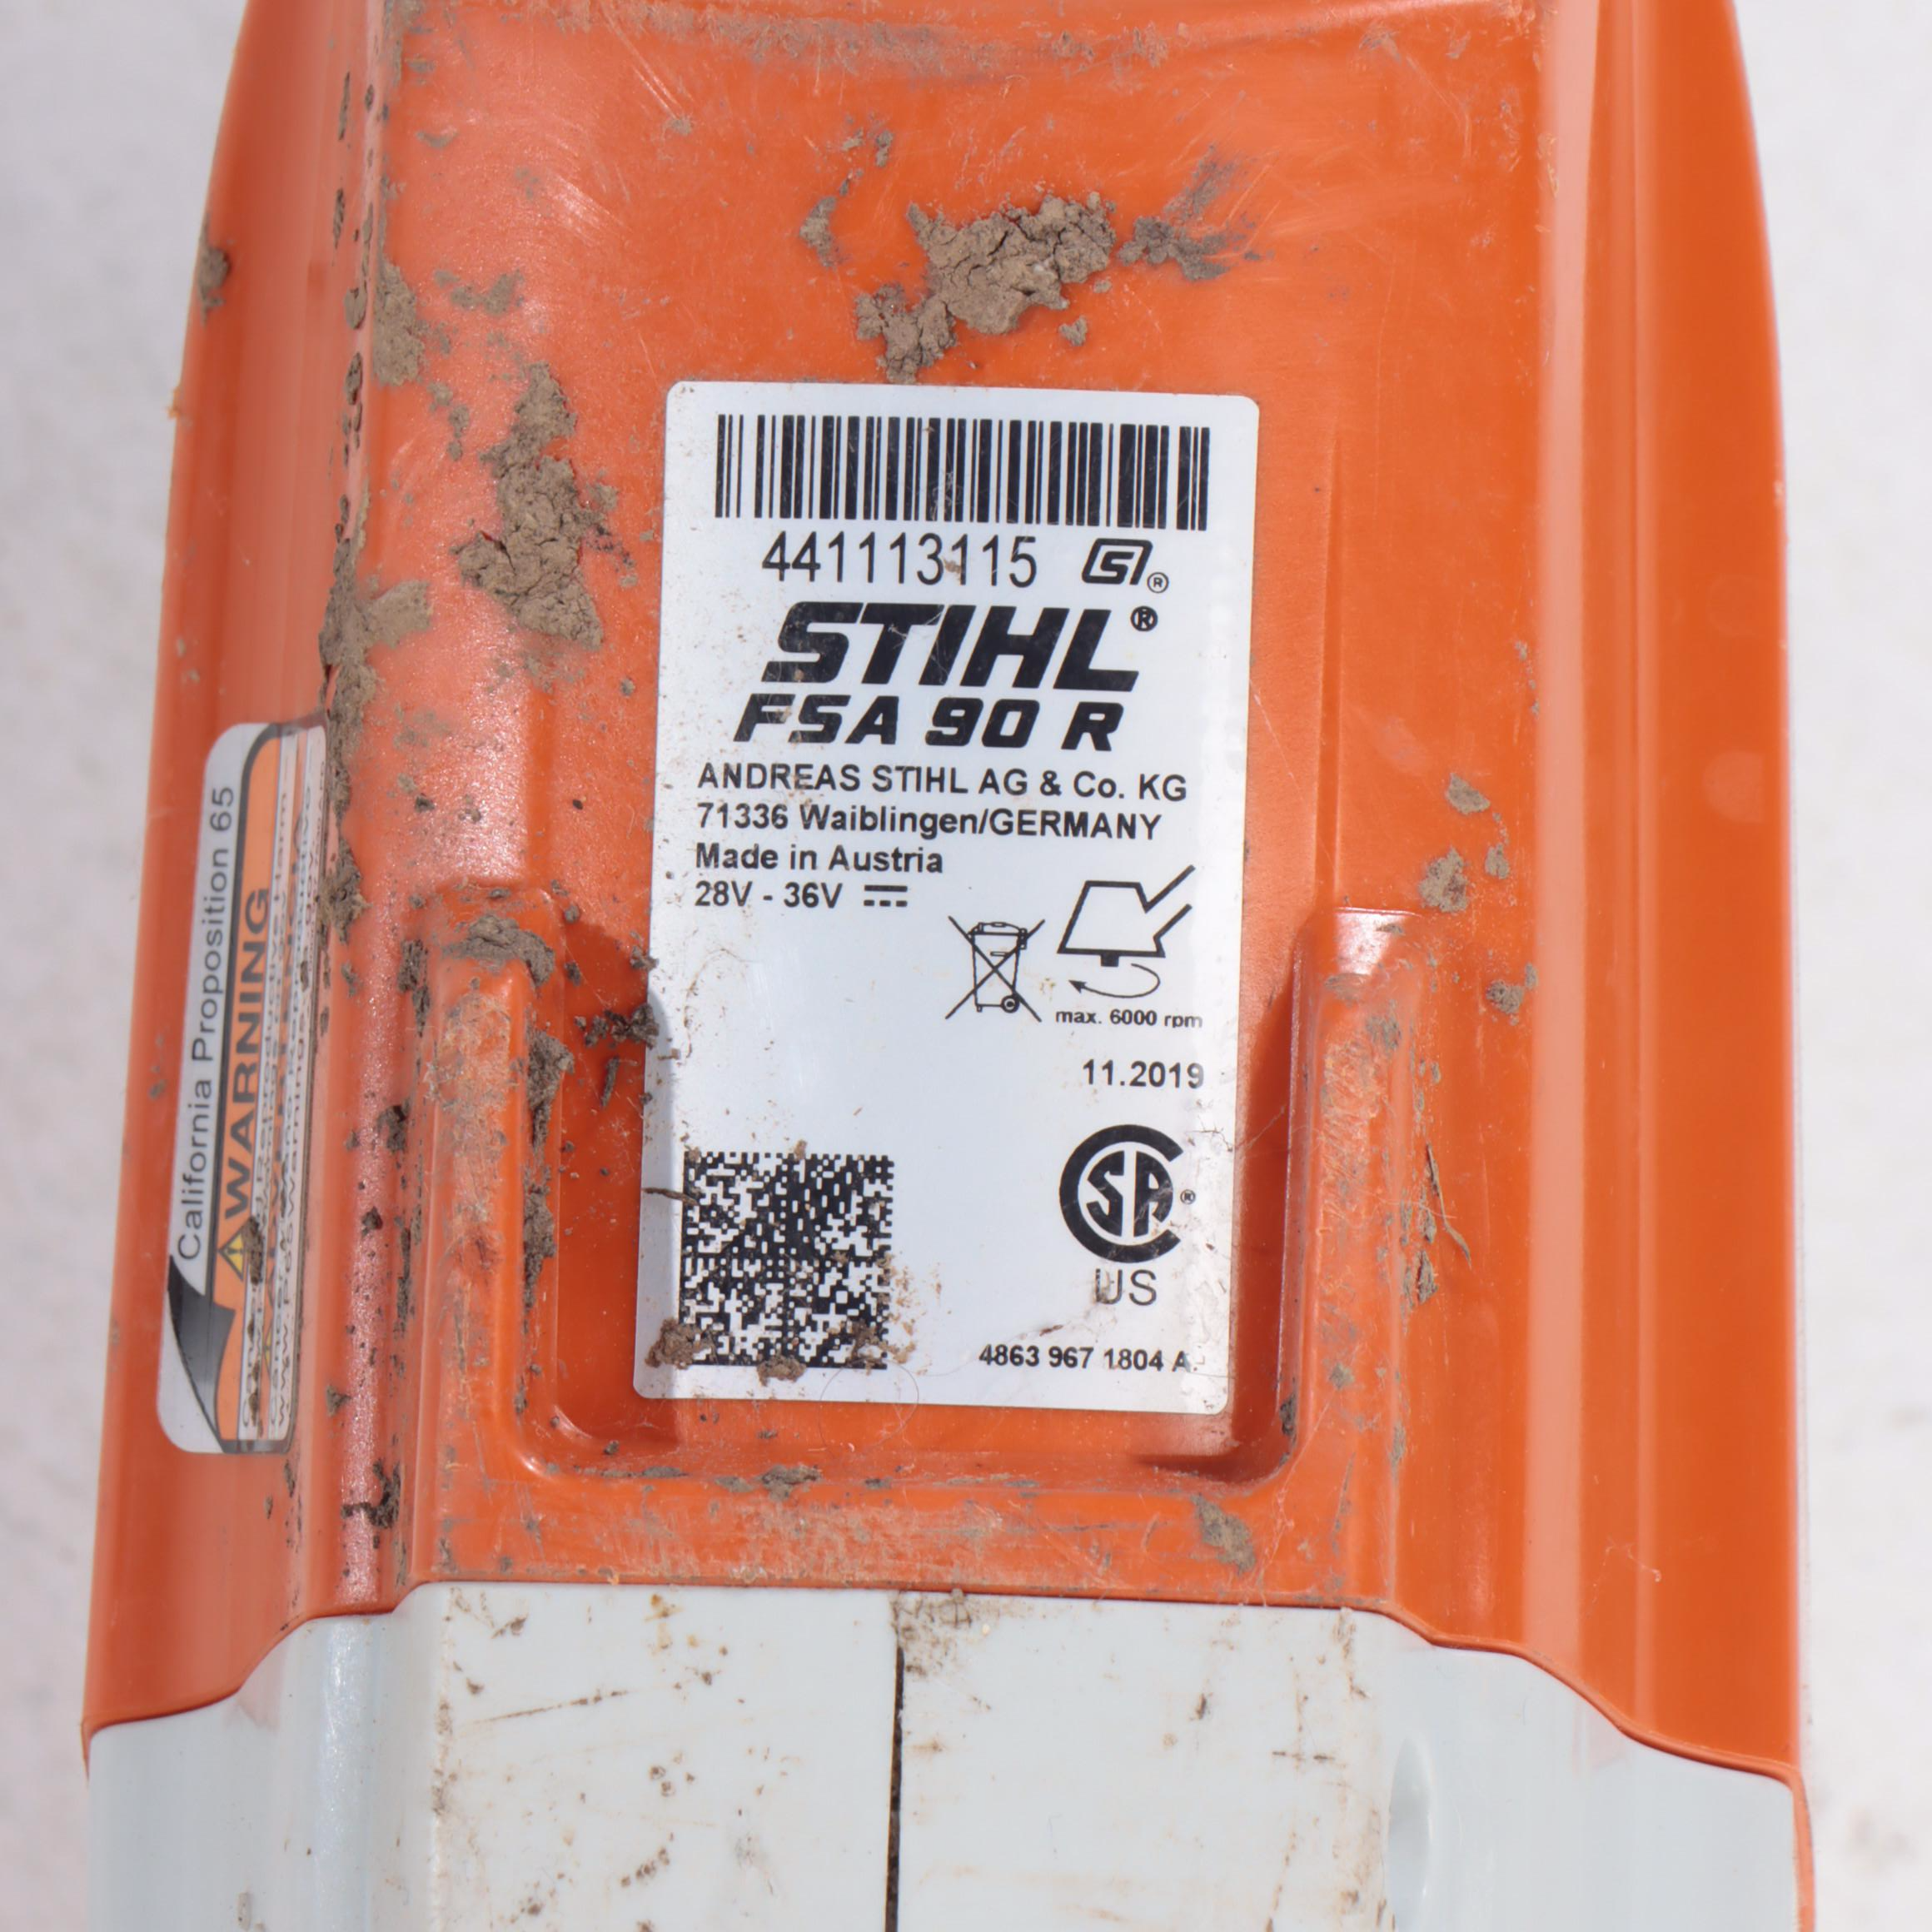 441113115
STIHL®
FSA 90 R
ANDREAS STIHL AG & Co. KG
71336 Waiblingen/GERMANY
Made in Austria
28V - 36V
max. 6000 rpm
11.2019
CSA®
US
4863 967 1804 A
California Proposition 65
WARNING